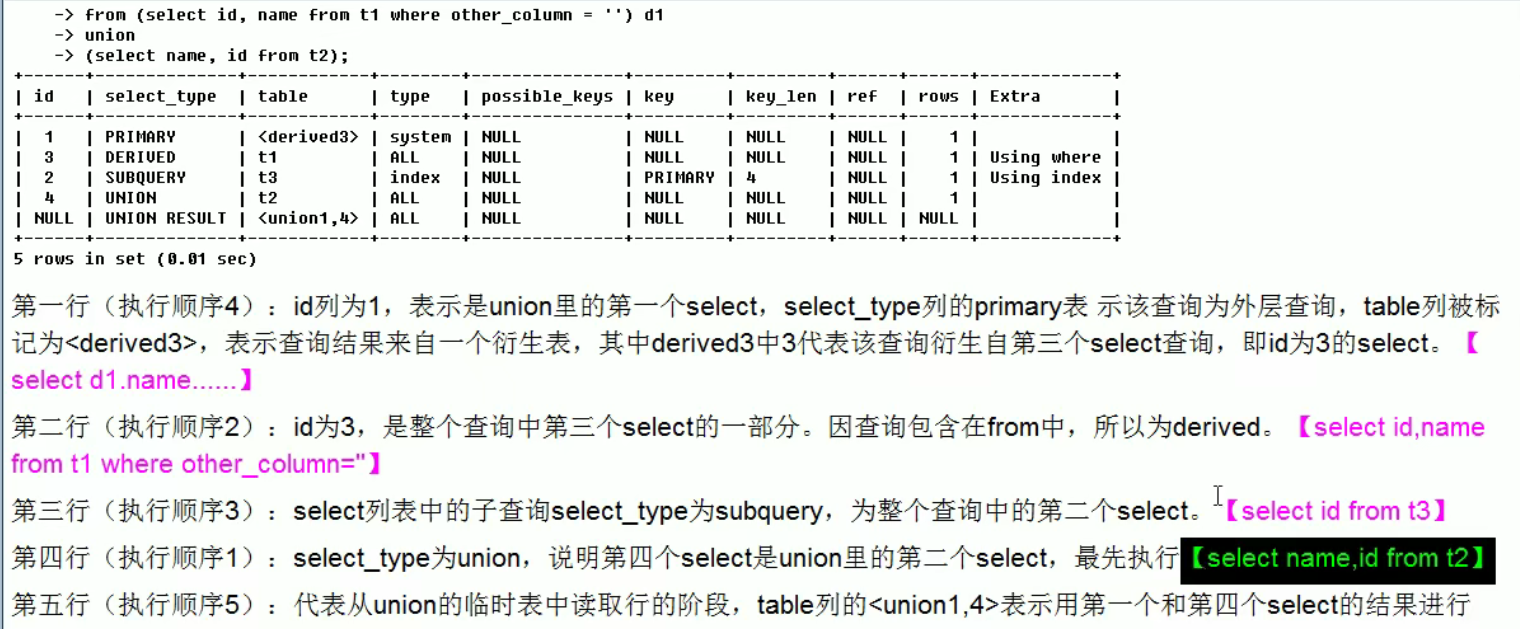 -> from (select id, name from t1 where other_column = '') d1
-> union
-> (select name, id from t2);
+------+--------------+------------+--------+---------------+---------+---------+------+------+-------------+
| id | select_type | table | type | possible_keys | key | key_len | ref | rows | Extra |
+------+--------------+------------+--------+---------------+---------+---------+------+------+-------------+
| 1 | PRIMARY | <derived3> | system | NULL | NULL | NULL | NULL | 1 | |
| 3 | DERIVED | t1 | ALL | NULL | NULL | NULL | NULL | 1 | Using where |
| 2 | SUBQUERY | t3 | index | NULL | PRIMARY | 4 | NULL | 1 | Using index |
| 4 | UNION | t2 | ALL | NULL | NULL | NULL | NULL | 1 | |
| NULL | UNION RESULT | <union1,4> | ALL | NULL | NULL | NULL | NULL | NULL | |
+------+--------------+------------+--------+---------------+---------+---------+------+------+-------------+
5 rows in set (0.01 sec)
第一行（执行顺序4）：id列为1，表示是union里的第一个select，select_type列的primary表 示该查询为外层查询，table列被标
记为<derived3>，表示查询结果来自一个衍生表，其中derived3中3代表该查询衍生自第三个select查询，即id为3的select。【
select d1.name......】
第二行（执行顺序2）：id为3，是整个查询中第三个select的一部分。因查询包含在from中，所以为derived。【select id,name
from t1 where other_column=''】
第三行（执行顺序3）：select列表中的子查询select_type为subquery，为整个查询中的第二个select。【select id from t3】
第四行（执行顺序1）：select_type为union，说明第四个select是union里的第二个select，最先执行【select name,id from t2】
第五行（执行顺序5）：代表从union的临时表中读取行的阶段，table列的<union1,4>表示用第一个和第四个select的结果进行